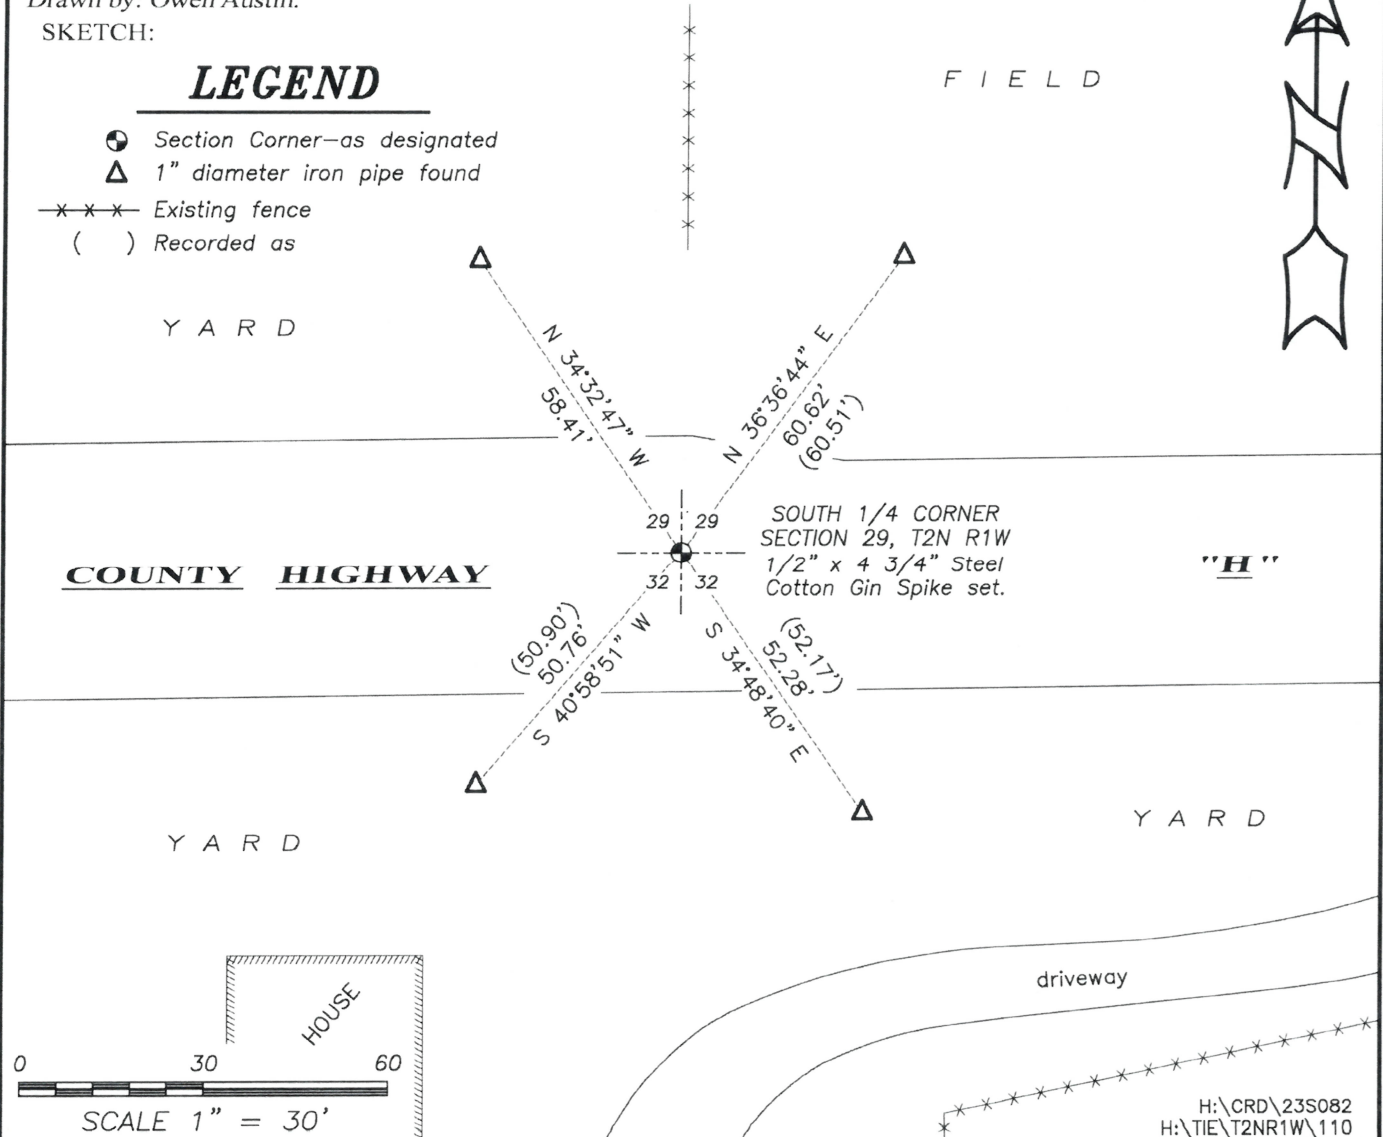 Drawn by: Owen Austin.
SKETCH:
LEGEND
Section Corner—as designated
1” diameter iron pipe found
Existing fence
( ) Recorded as
FIELD
N
YARD
N 34°32'47” W
58.41'
N 36°36'44” E
60.62'
(60.51')
29 29
32 32
SOUTH 1/4 CORNER
SECTION 29, T2N R1W
1/2” x 4 3/4” Steel
Cotton Gin Spike set.
COUNTY HIGHWAY "H"
(50.90')
50.76'
S 40°58'51” W
(52.17')
52.28'
S 34°48'40” E
YARD
YARD
HOUSE
driveway
0 30 60
SCALE 1” = 30'
H:\CRD\23S082
H:\TIE\T2NR1W\110